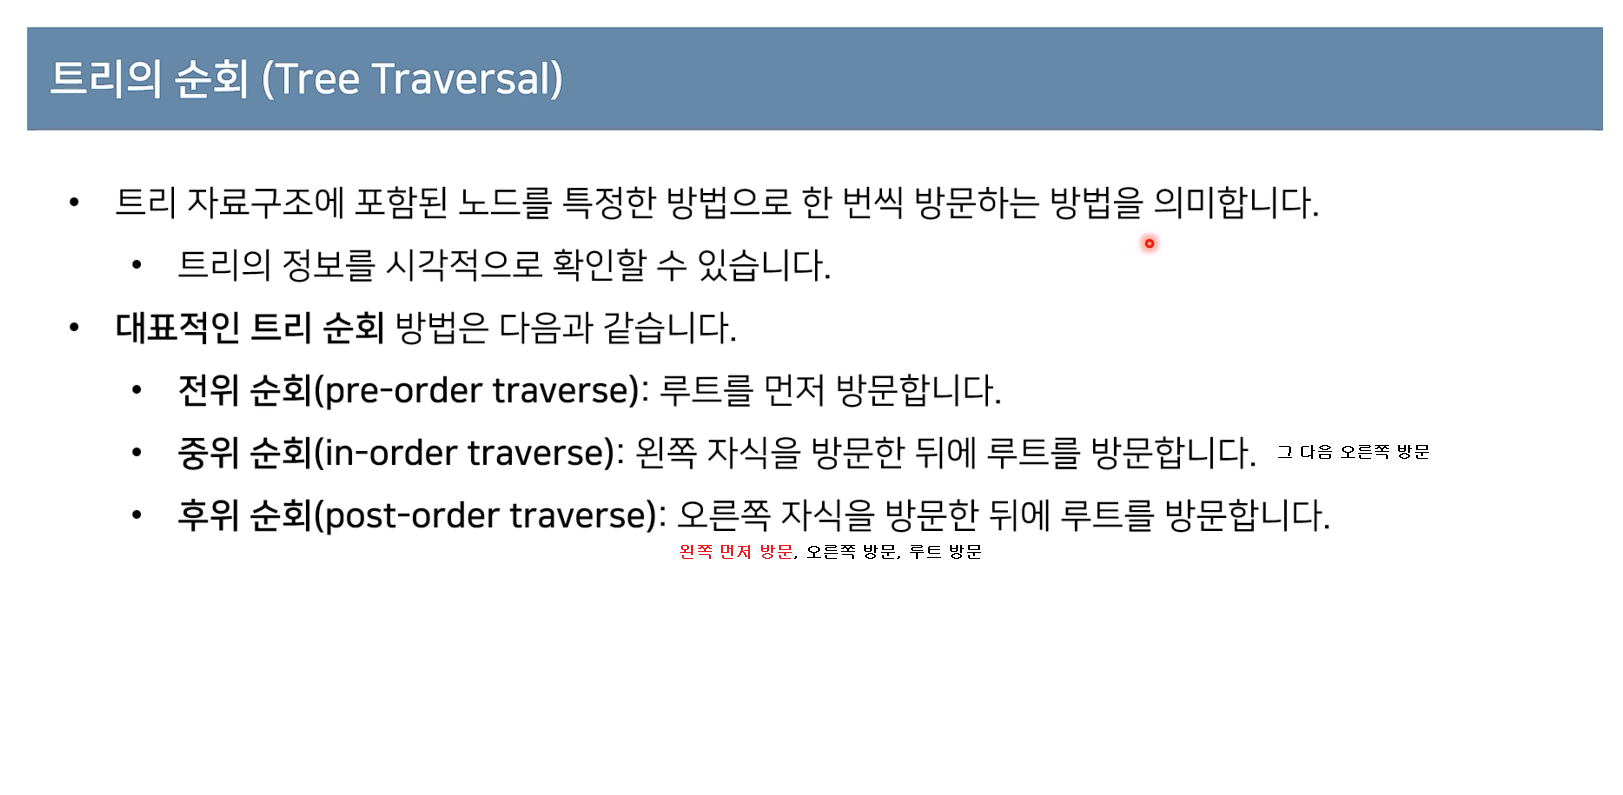 트리의 순회 (Tree Traversal)
• 트리 자료구조에 포함된 노드를 특정한 방법으로 한 번씩 방문하는 방법을 의미합니다.
• 트리의 정보를 시각적으로 확인할 수 있습니다.
• 대표적인 트리 순회 방법은 다음과 같습니다.
• 전위 순회(pre-order traverse): 루트를 먼저 방문합니다.
• 중위 순회(in-order traverse): 왼쪽 자식을 방문한 뒤에 루트를 방문합니다. 그 다음 오른쪽 방문
• 후위 순회(post-order traverse): 오른쪽 자식을 방문한 뒤에 루트를 방문합니다.
왼쪽 먼저 방문, 오른쪽 방문, 루트 방문